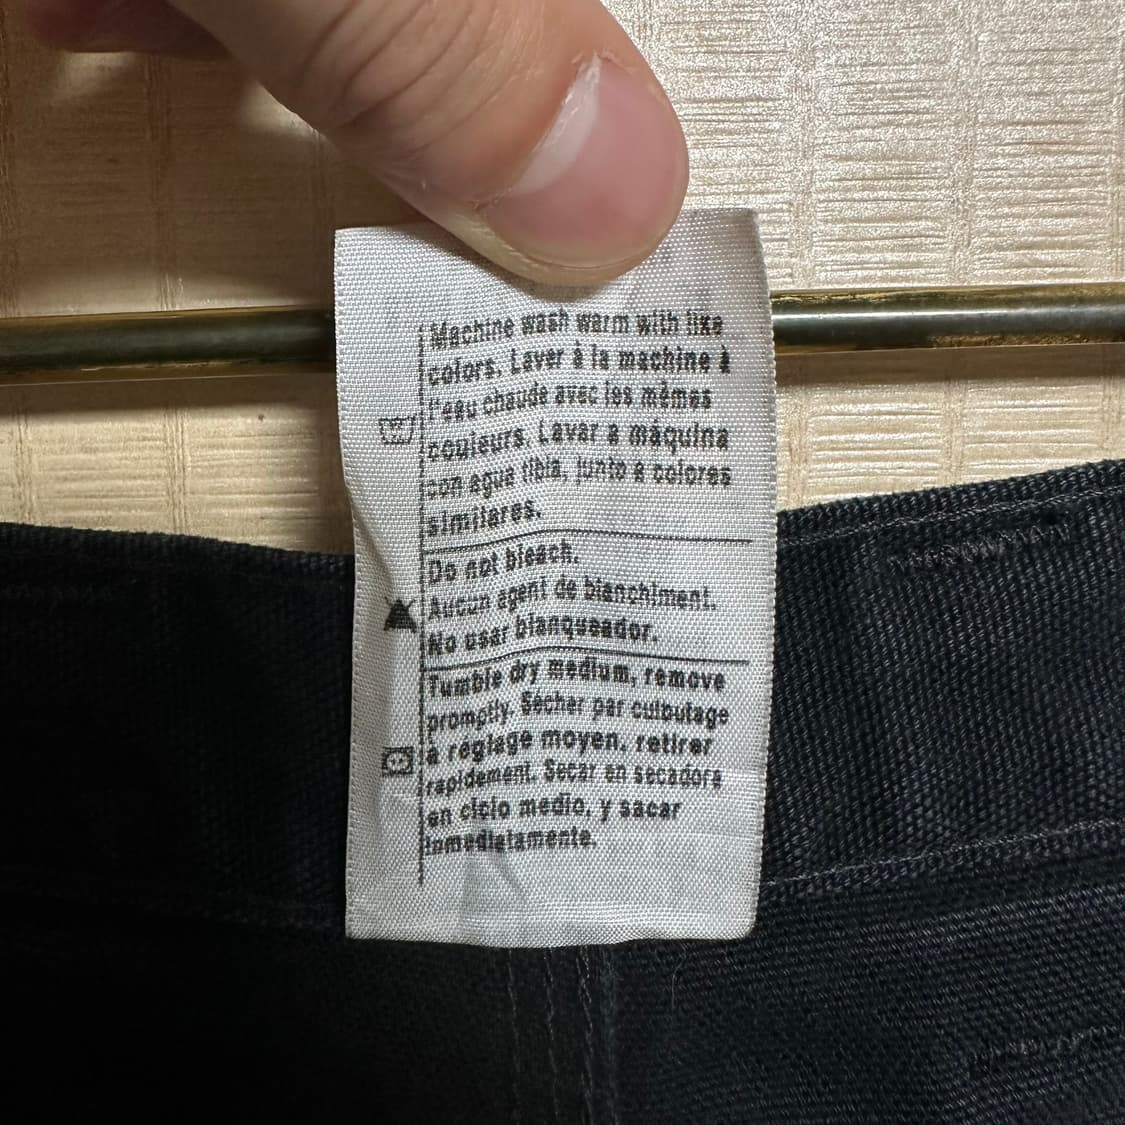 Machine wash warm with like
colors. Laver à la machine à
l'eau chaude avec les mêmes
couleurs. Lavar a máquina
con agua tibia, junto a colores
similares.
Do not bleach.
Aucun agent de blanchiment.
No usar blanqueador.
Tumble dry medium, remove
promptly. Sécher par culbutage
à réglage moyen, retirer
rapidement. Secar en secadora
en ciclo medio, y sacar
inmediatamente.